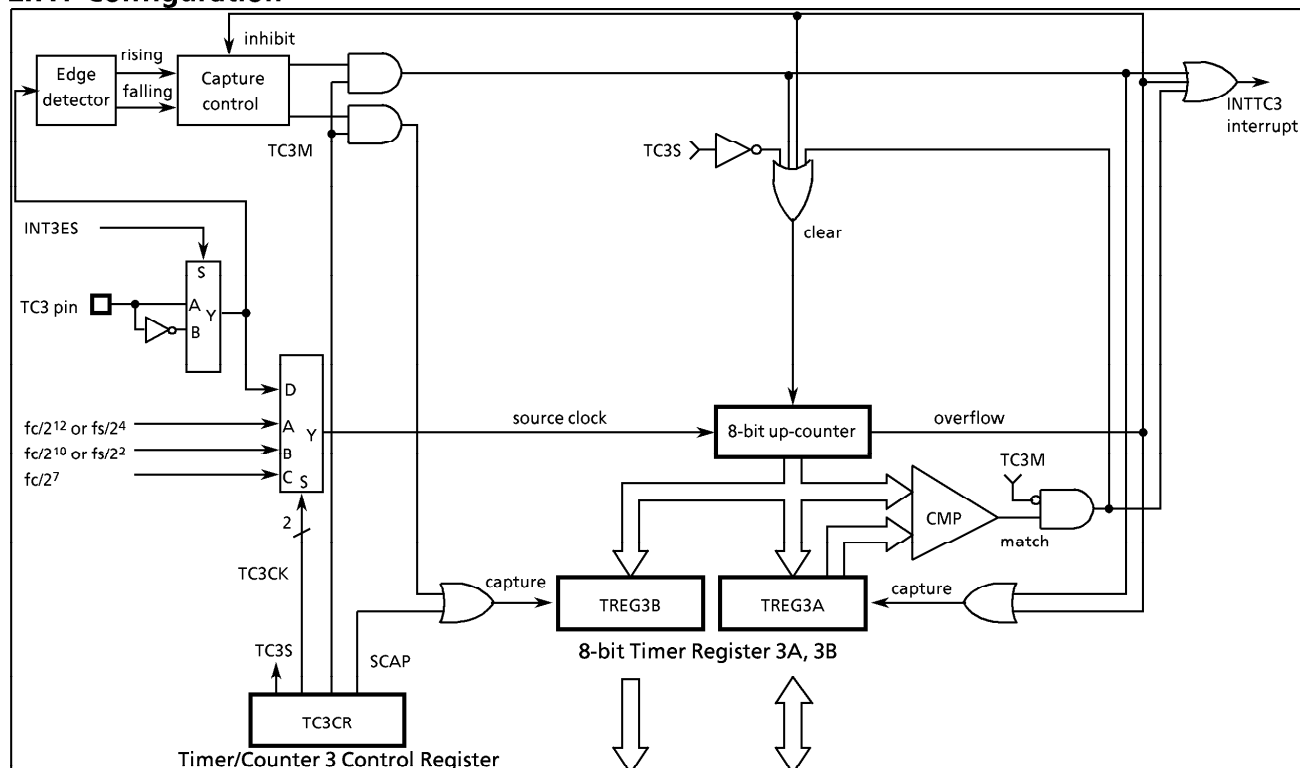 2.7.1 Configuration
inhibit
rising
Edge
detector
falling
Capture
control
TC3M
INTTC3
interrupt
TC3S
clear
INT3ES
S
TC3 pin
A
Y
B
D
fc/2¹² or fs/2⁴
A
Y
fc/2¹⁰ or fs/2²
B
fc/2⁷
C
S
source clock
8-bit up-counter
overflow
TC3M
CMP
match
2
TC3CK
capture
TREG3B
TREG3A
capture
8-bit Timer Register 3A, 3B
TC3S
SCAP
TC3CR
Timer/Counter 3 Control Register